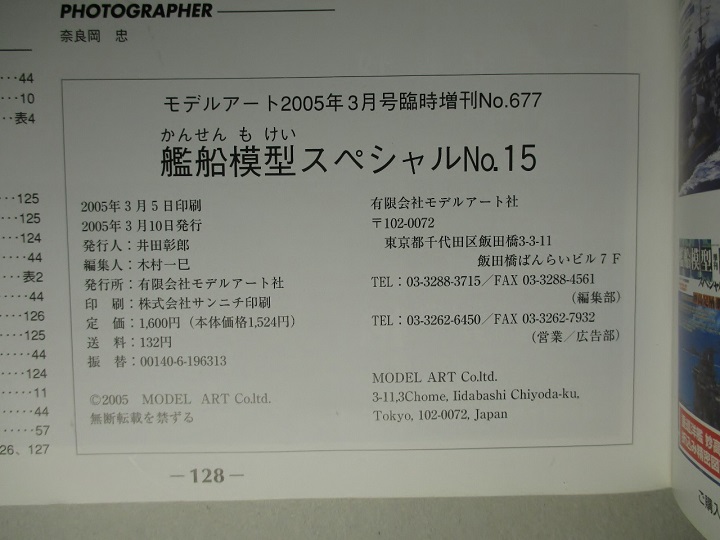 PHOTOGRAPHER
奈良岡 忠
44
10
表4
125
125
124
44
表2
44
126
125
44
124
11
44
57
26、127
モデルアート2005年3月号臨時増刊No.677
かんせん も けい
艦船模型スペシャルNo.15
2005年3月5日印刷
2005年3月10日発行
発行人：井田彰郎
編集人：木村一巳
発行所：有限会社モデルアート社
印 刷：株式会社サンニチ印刷
定 価：1,600円（本体価格1,524円）
送 料：132円
振 替：00140-6-196313
©2005 MODEL ART Co.ltd.
無断転載を禁ずる
有限会社モデルアート社
〒102-0072
東京都千代田区飯田橋3-3-11
飯田橋ばんらいビル7F
TEL：03-3288-3715／FAX 03-3288-4561
（編集部）
TEL：03-3262-6450／FAX 03-3262-7932
（営業／広告部）
MODEL ART Co.ltd.
3-11,3Chome, Iidabashi Chiyoda-ku,
Tokyo, 102-0072, Japan
－128－
模型
ご購入